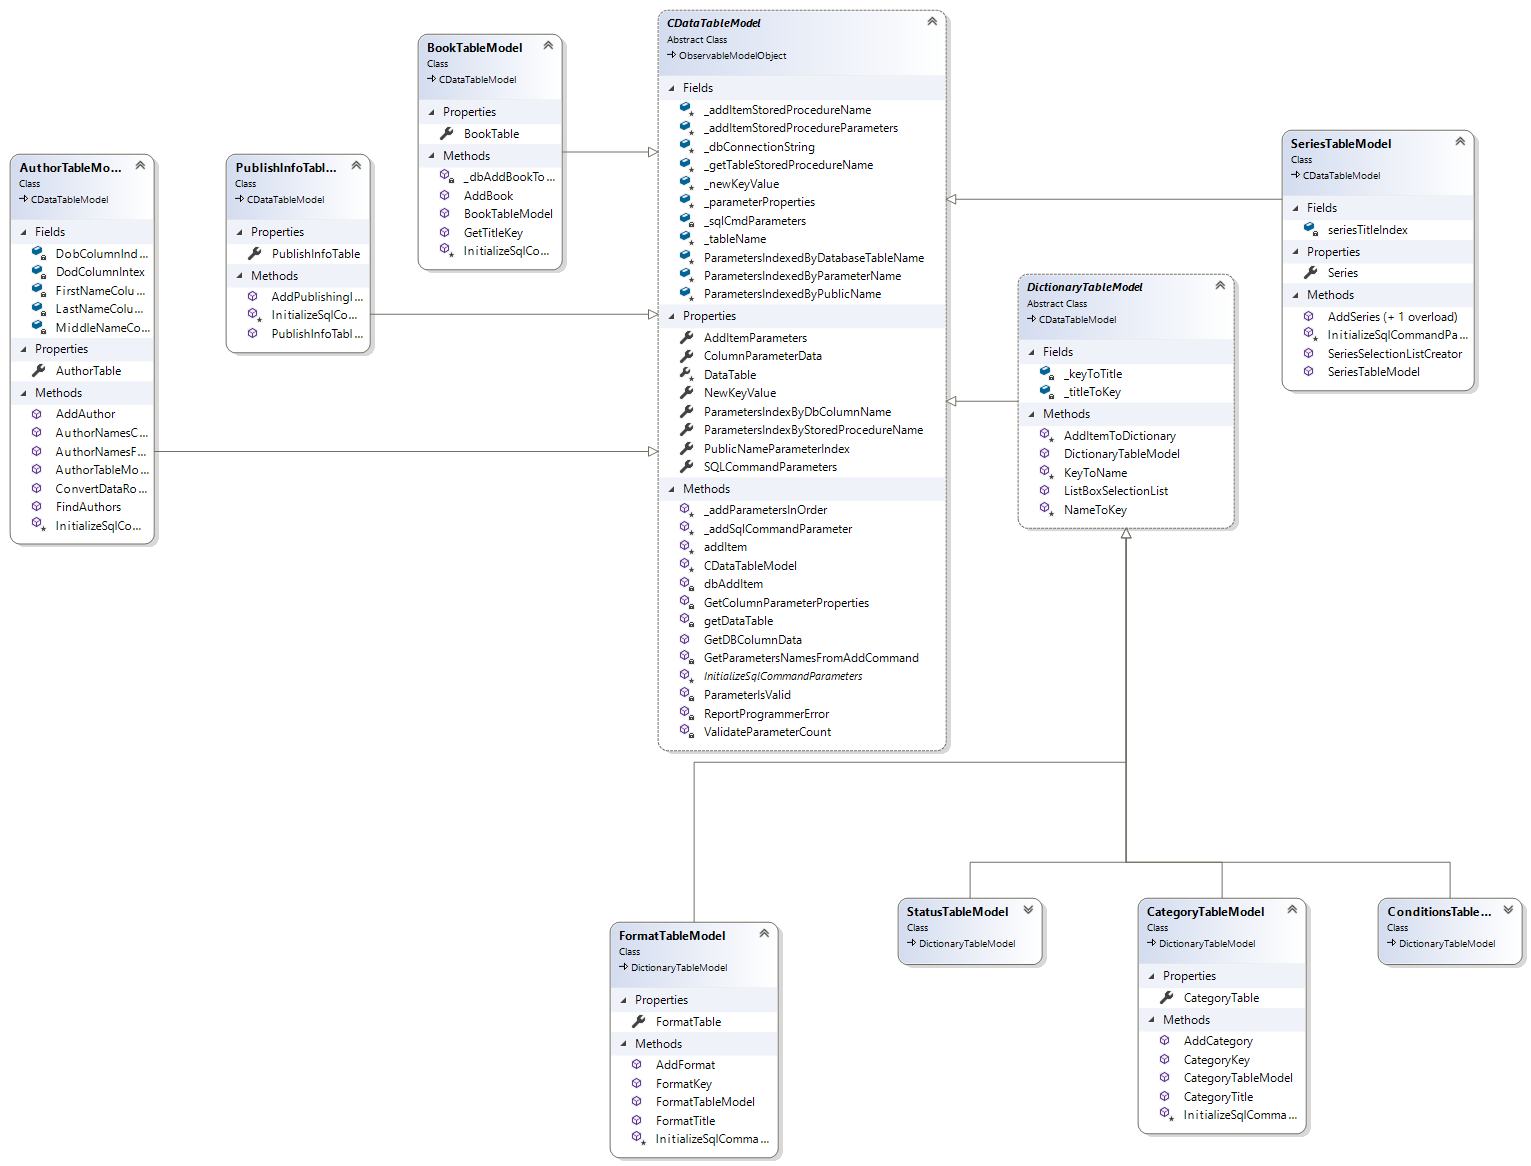 CDataTableModel
Abstract Class
ObservableModelObject
Fields
_addItemStoredProcedureName
_addItemStoredProcedureParameters
_dbConnectionString
_getTableStoredProcedureName
_newKeyValue
_parameterProperties
_sqlCmdParameters
_tableName
ParametersIndexedByDatabaseTableName
ParametersIndexedByParameterName
ParametersIndexedByPublicName
Properties
AddItemParameters
ColumnParameterData
DataTable
NewKeyValue
ParametersIndexByDbColumnName
ParametersIndexByStoredProcedureName
PublicNameParameterIndex
SQLCommandParameters
Methods
_addParametersInOrder
_addSqlCommandParameter
addItem
CDataTableModel
dbAddItem
GetColumnParameterProperties
getDataTable
GetDBColumnData
GetParametersNamesFromAddCommand
InitializeSqlCommandParameters
ParameterIsValid
ReportProgrammerError
ValidateParameterCount
BookTableModel
Class
CDataTableModel
Properties
BookTable
Methods
_dbAddBookTo...
AddBook
BookTableModel
GetTitleKey
InitializeSqlCo...
AuthorTableMo...
Class
CDataTableModel
Fields
DobColumnInd...
DodColumnIntex
FirstNameColu...
LastNameColu...
MiddleNameCo...
Properties
AuthorTable
Methods
AddAuthor
AuthorNamesC...
AuthorNamesF...
AuthorTableMo...
ConvertDataRo...
FindAuthors
InitializeSqlCo...
PublishInfoTabl...
Class
CDataTableModel
Properties
PublishInfoTable
Methods
AddPublishingI...
InitializeSqlCo...
PublishInfoTabl...
SeriesTableModel
Class
CDataTableModel
Fields
seriesTitleIndex
Properties
Series
Methods
AddSeries (+ 1 overload)
InitializeSqlCommandPa...
SeriesSelectionListCreator
SeriesTableModel
DictionaryTableModel
Abstract Class
CDataTableModel
Fields
_keyToTitle
_titleToKey
Methods
AddItemToDictionary
DictionaryTableModel
KeyToName
ListBoxSelectionList
NameToKey
FormatTableModel
Class
DictionaryTableModel
Properties
FormatTable
Methods
AddFormat
FormatKey
FormatTableModel
FormatTitle
InitializeSqlComma...
StatusTableModel
Class
DictionaryTableModel
CategoryTableModel
Class
DictionaryTableModel
Properties
CategoryTable
Methods
AddCategory
CategoryKey
CategoryTableModel
CategoryTitle
InitializeSqlComma...
ConditionsTable...
Class
DictionaryTableModel